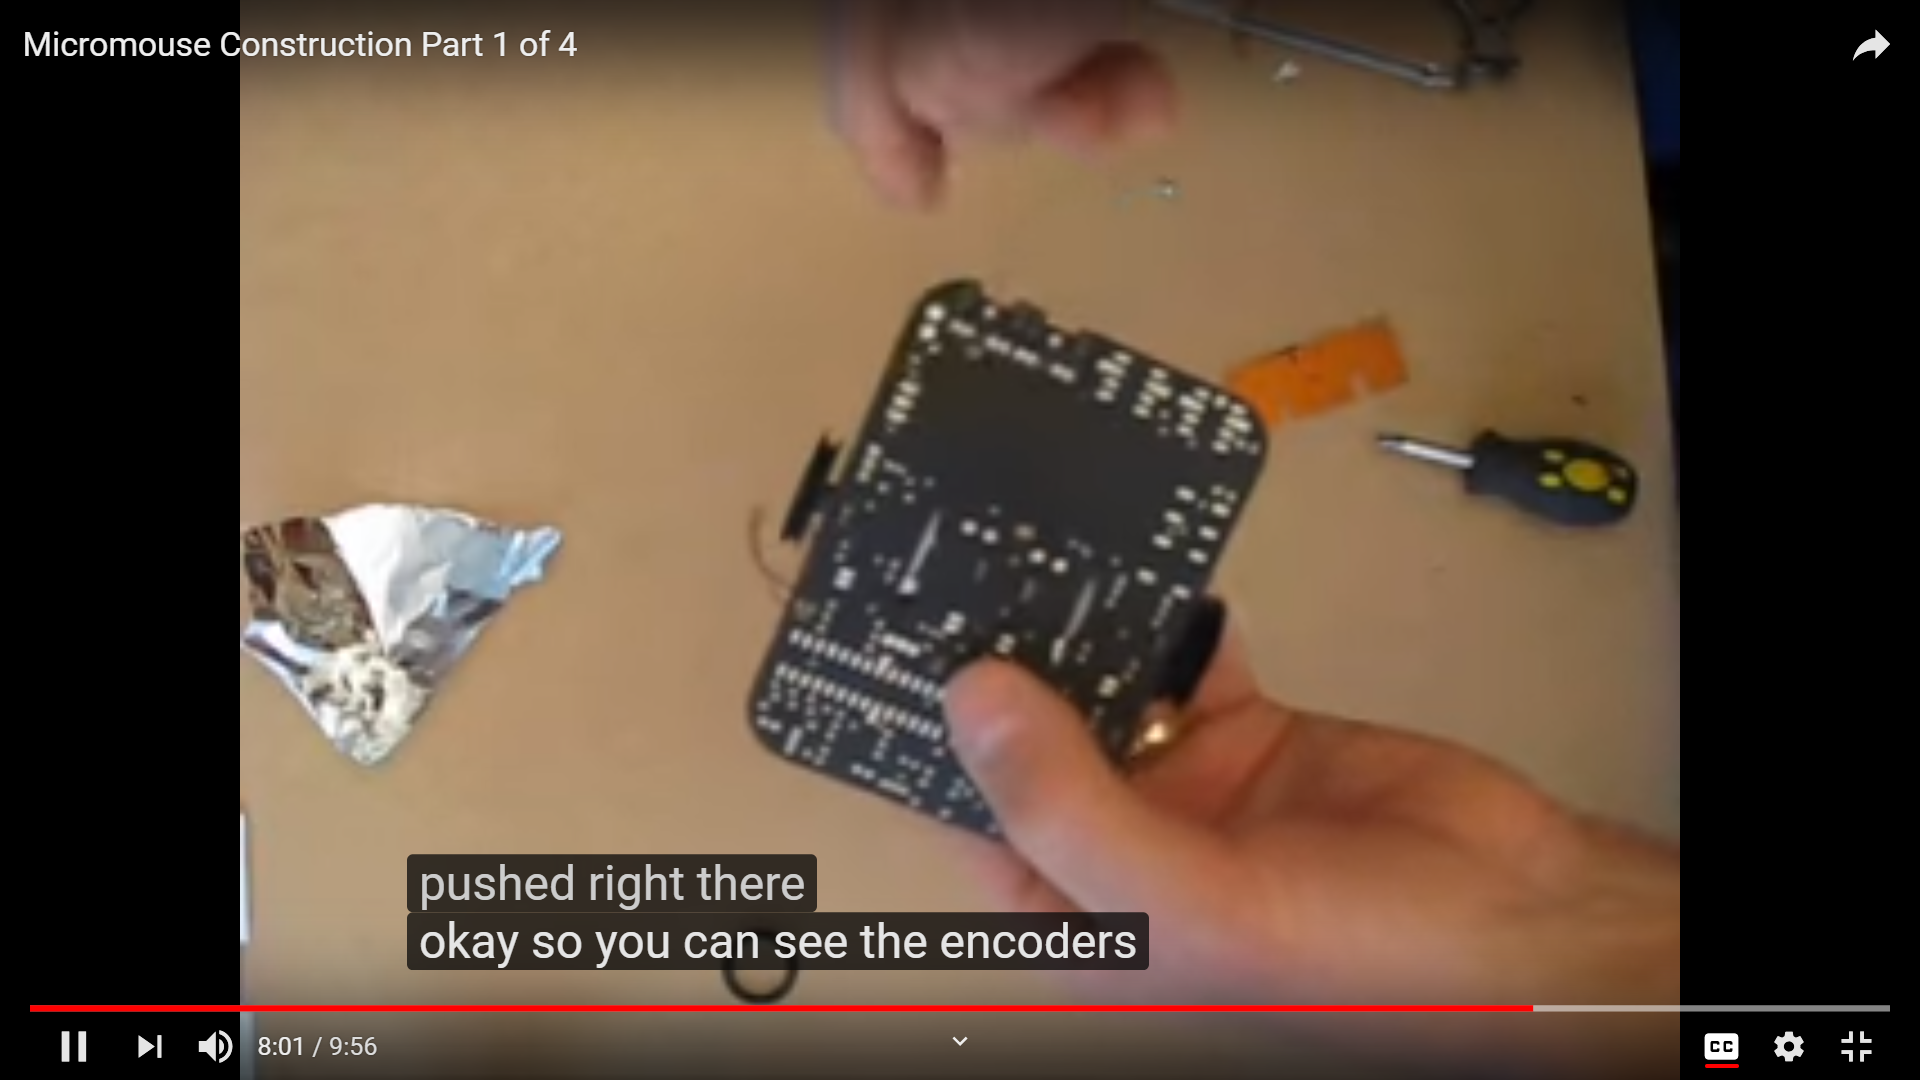 Micromouse Construction Part 1 of 4
pushed right there
okay so you can see the encoders
8:01 / 9:56
CC